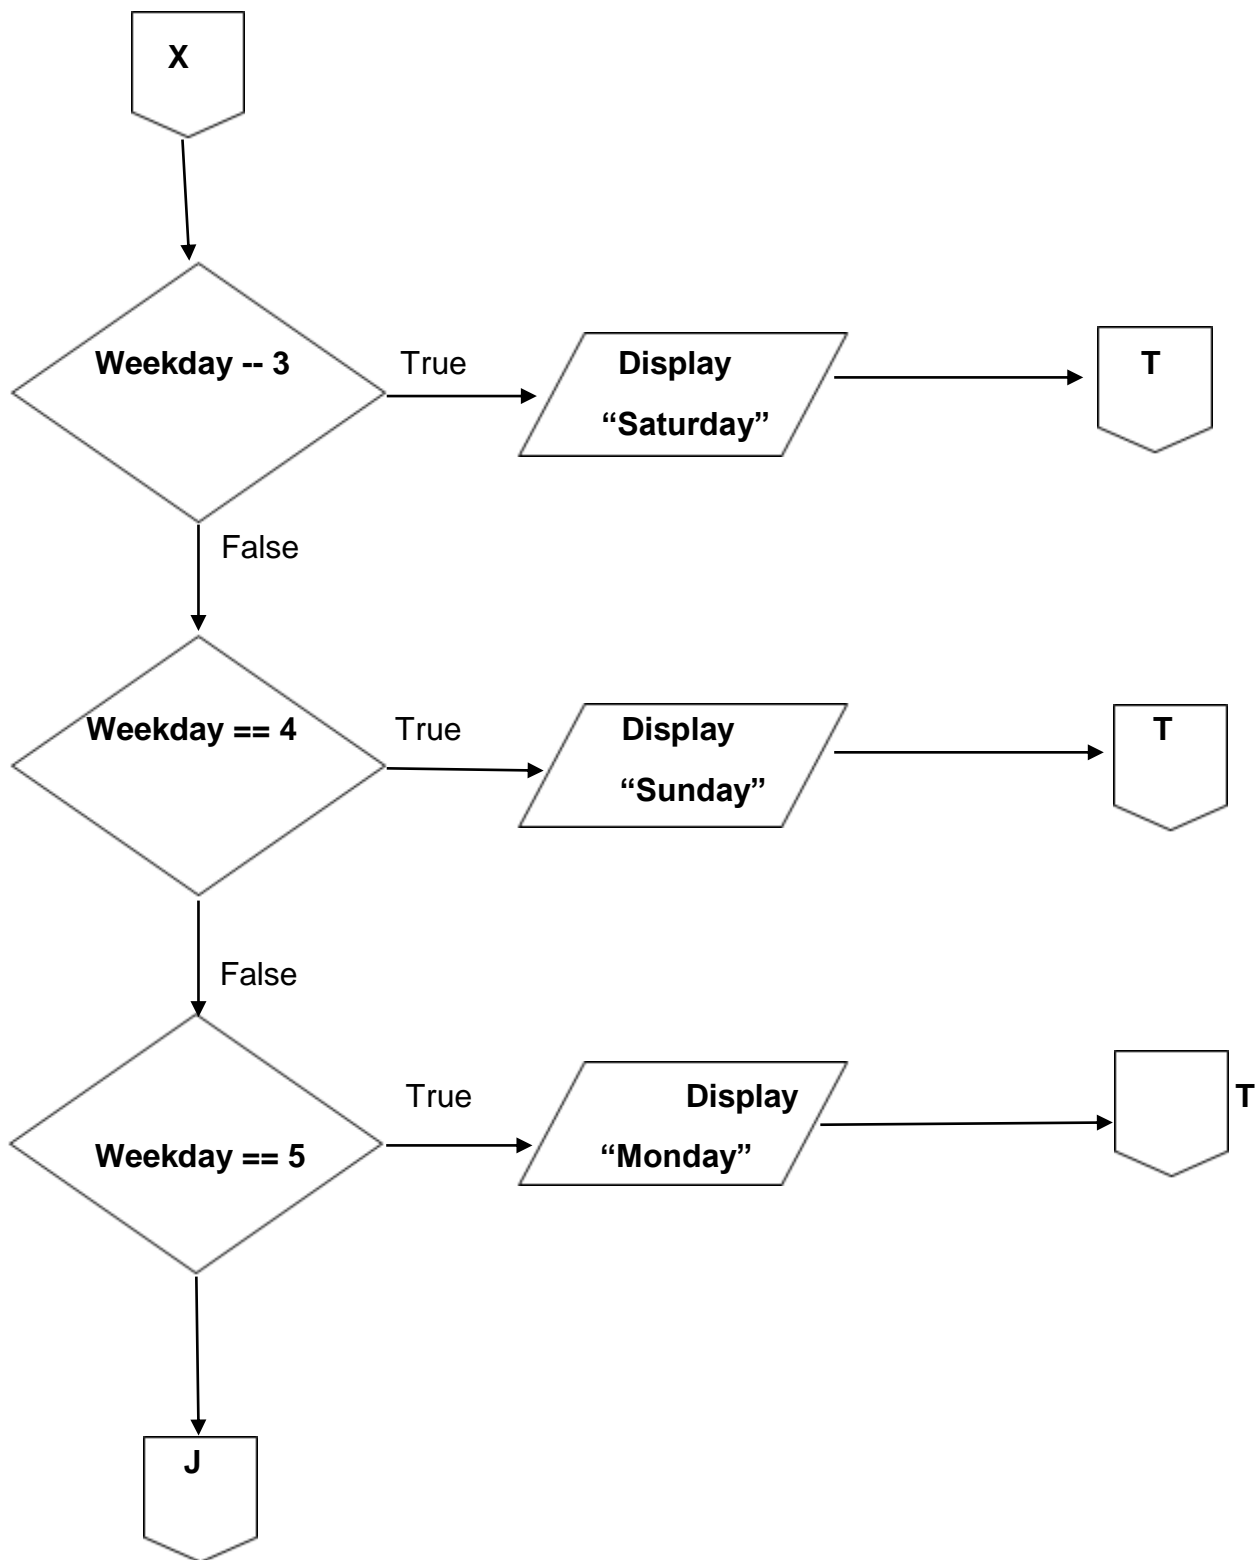 X
Weekday -- 3
True
Display
“Saturday”
T
False
Weekday == 4
True
Display
“Sunday”
T
False
Weekday == 5
True
Display
“Monday”
T
J